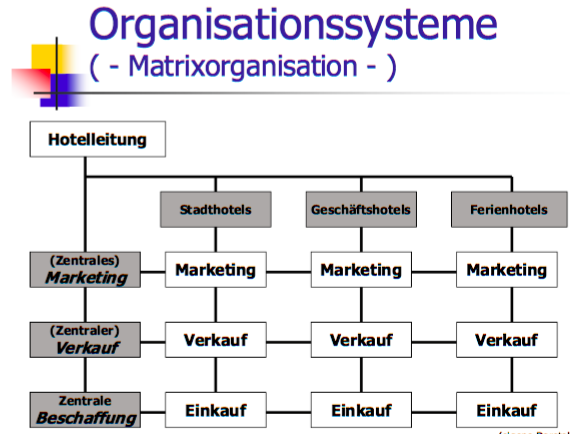 Organisationssysteme
( - Matrixorganisation - )
Hotelleitung
Stadthotels
Geschäftshotels
Ferienhotels
(Zentrales)
Marketing
Marketing
Marketing
Marketing
(Zentraler)
Verkauf
Verkauf
Verkauf
Verkauf
Zentrale
Beschaffung
Einkauf
Einkauf
Einkauf